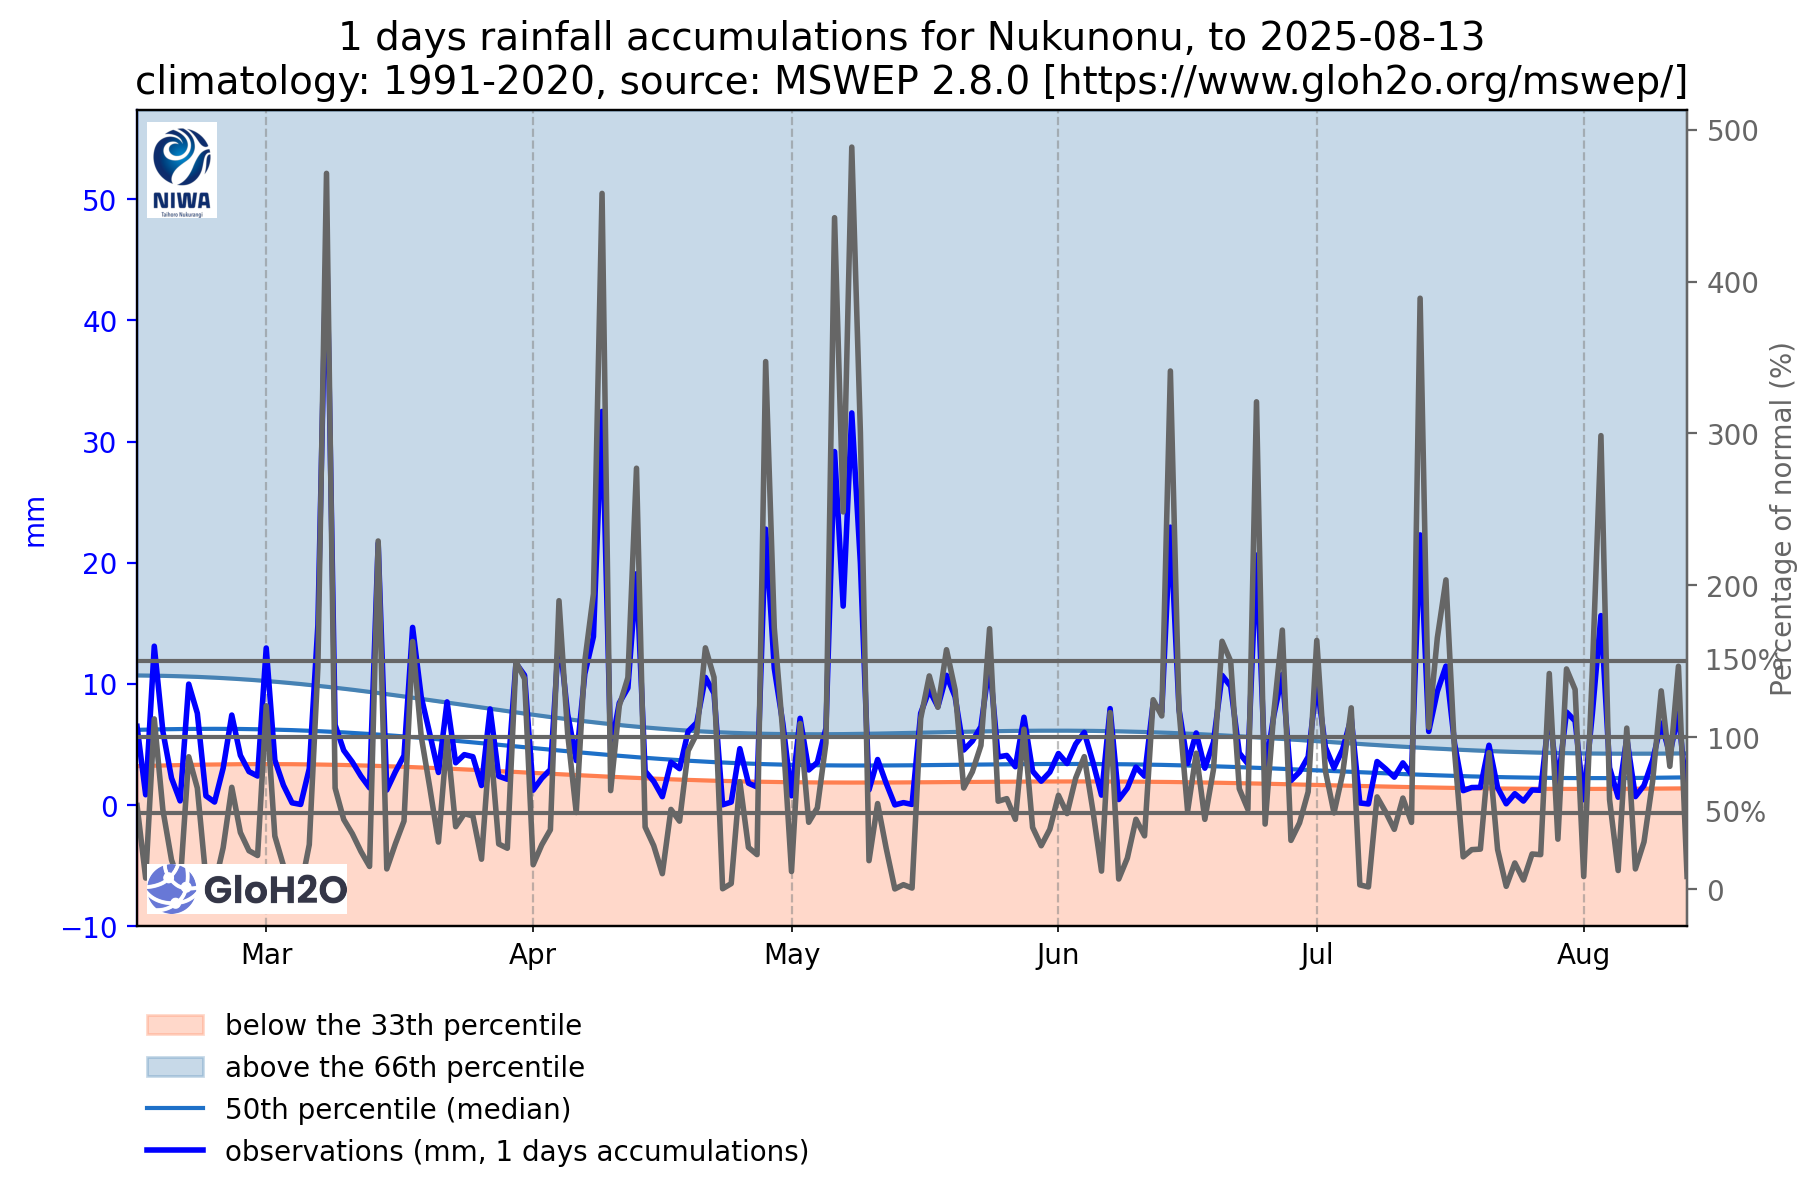 1 days rainfall accumulations for Nukunonu, to 2025-08-13
climatology: 1991-2020, source: MSWEP 2.8.0 [https://www.gloh2o.org/mswep/]
NIWA
Taihoro Nukurangi
mm
50
40
30
20
10
0
−10
500
400
300
200
150%
100
50%
0
Percentage of normal (%)
GloH2O
Mar
Apr
May
Jun
Jul
Aug
below the 33th percentile
above the 66th percentile
50th percentile (median)
observations (mm, 1 days accumulations)